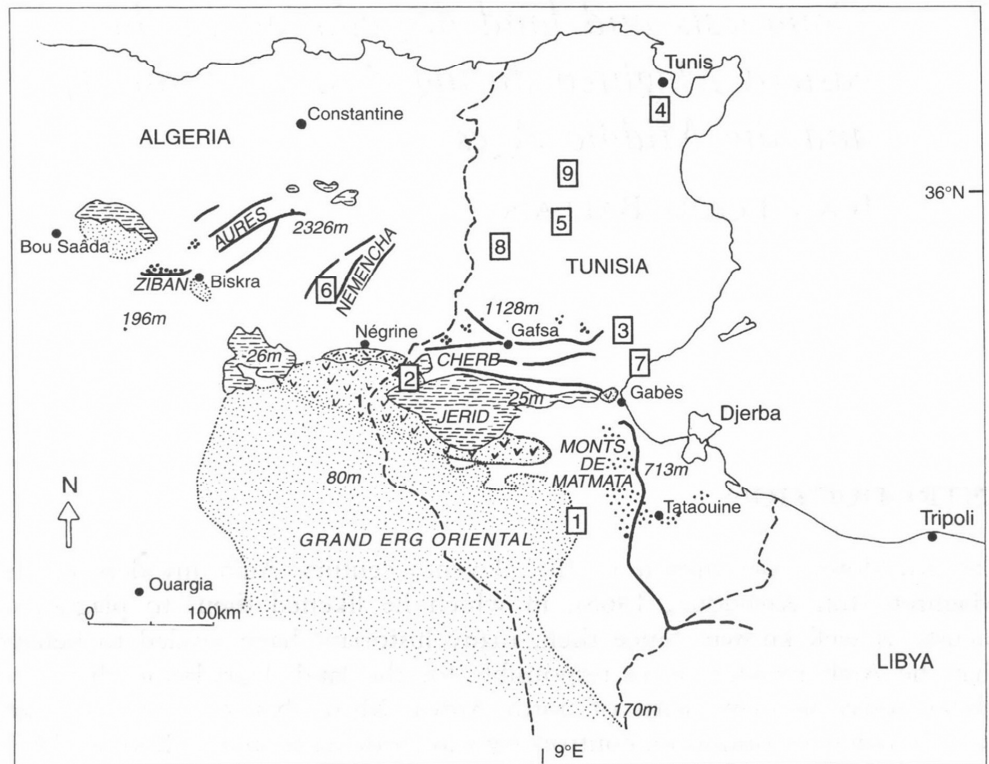 Tunis
Constantine
4
ALGERIA
9
36°N
AURES
2326m
5
Bou Saâda
8
NEMENCHA
TUNISIA
ZIBAN
Biskra
6
196m
1128m
Négrine
Gafsa
3
-26m
CHERB
7
2
1
25m
Gabès
JERID
Djerba
MONTS
DE
MATMATA
713m
80m
N
1
Tataouine
GRAND ERG ORIENTAL
Tripoli
Ouargia
0 100km
LIBYA
170m
9°E